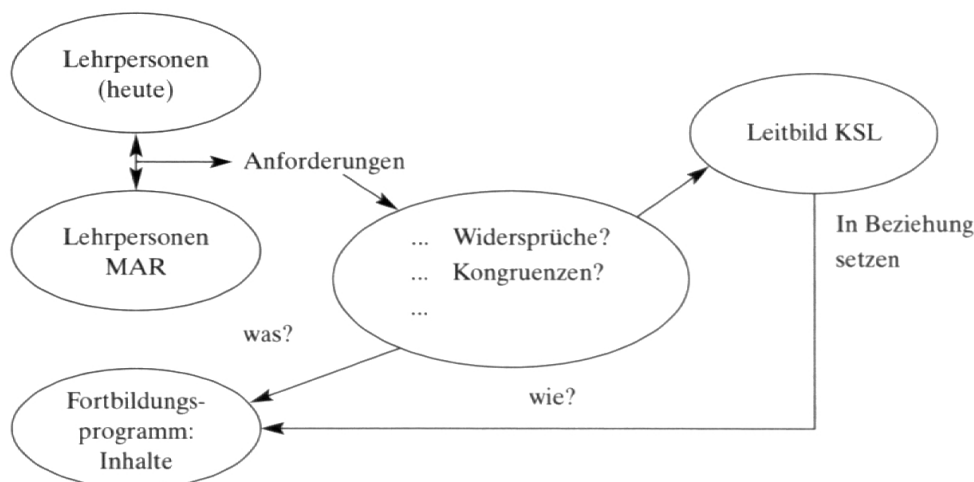 Lehrpersonen
(heute)
Anforderungen
Lehrpersonen
MAR
Leitbild KSL
... Widersprüche?
... Kongruenzen?
...
In Beziehung
setzen
was?
wie?
Fortbildungs-
programm:
Inhalte